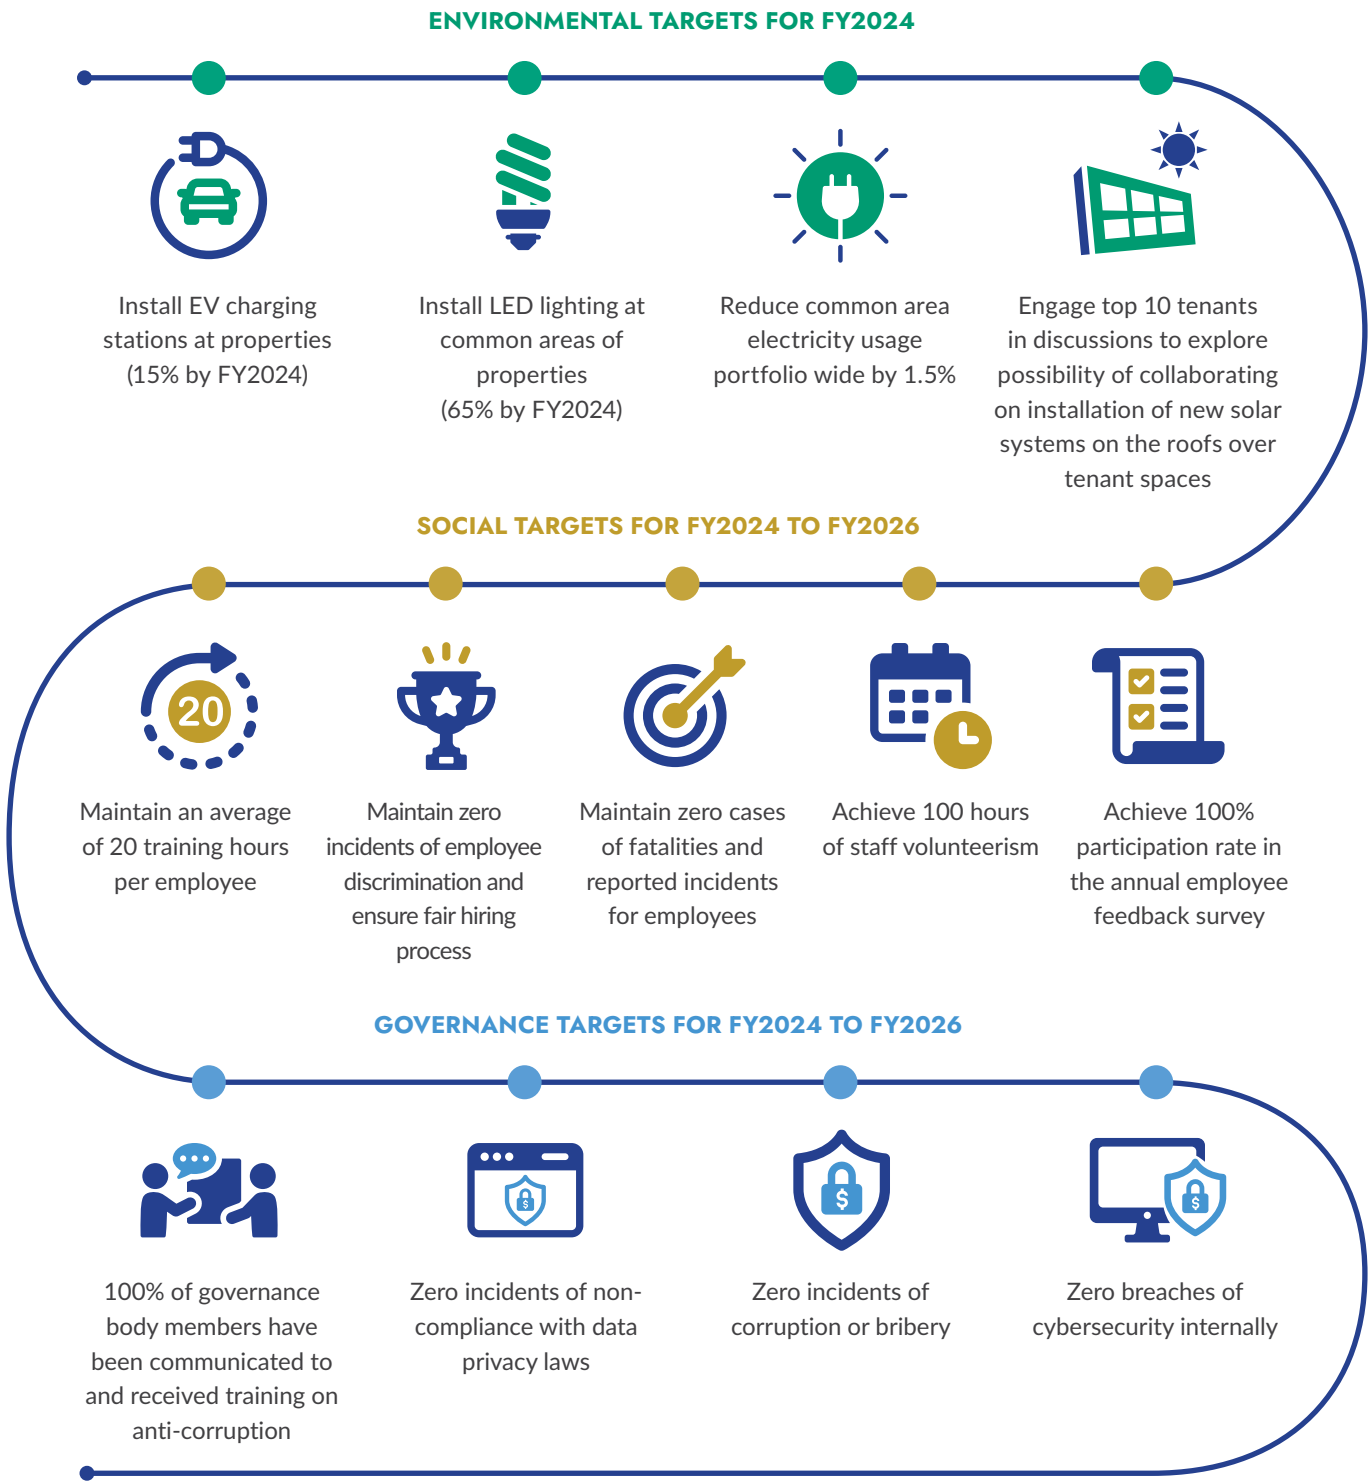 ENVIRONMENTAL TARGETS FOR FY2024
Install EV charging
stations at properties
(15% by FY2024)
Install LED lighting at
common areas of
properties
(65% by FY2024)
Reduce common area
electricity usage
portfolio wide by 1.5%
Engage top 10 tenants
in discussions to explore
possibility of collaborating
on installation of new solar
systems on the roofs over
tenant spaces
SOCIAL TARGETS FOR FY2024 TO FY2026
20
Maintain an average
of 20 training hours
per employee
Maintain zero
incidents of employee
discrimination and
ensure fair hiring
process
Maintain zero cases
of fatalities and
reported incidents
for employees
Achieve 100 hours
of staff volunteerism
Achieve 100%
participation rate in
the annual employee
feedback survey
GOVERNANCE TARGETS FOR FY2024 TO FY2026
$
$
$
100% of governance
body members have
been communicated to
and received training on
anti-corruption
Zero incidents of non-
compliance with data
privacy laws
Zero incidents of
corruption or bribery
Zero breaches of
cybersecurity internally